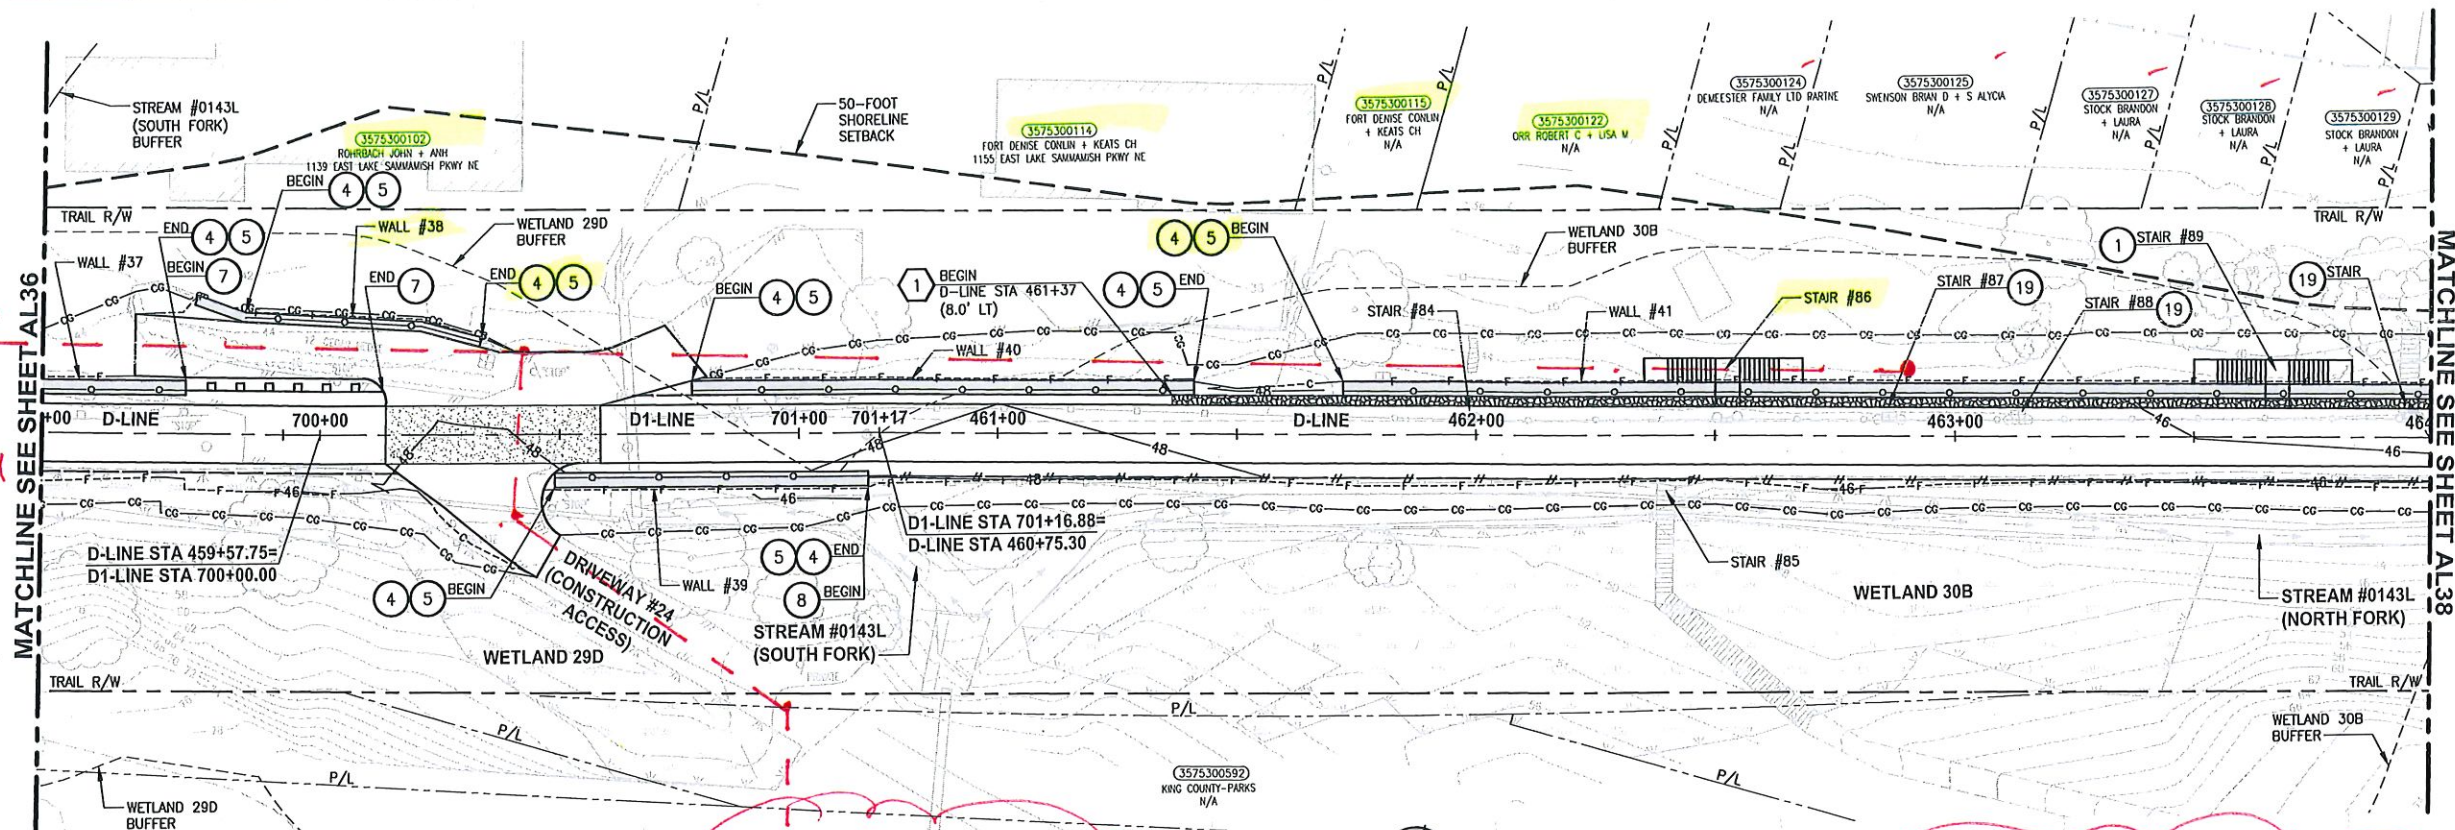 MATCHLINE SEE SHEET AL36
STREAM #0143L
(SOUTH FORK)
BUFFER
3575300102
ROHRBACH JOHN + ANH
1139 EAST LAKE SAMMAMISH PKWY NE
P/L
50-FOOT
SHORELINE
SETBACK
3575300114
FORT DENISE CONLIN + KEATS CH
1155 EAST LAKE SAMMAMISH PKWY NE
P/L
3575300115
FORT DENISE CONLIN
+ KEATS CH
N/A
P/L
3575300122
ORR ROBERT C + LISA M
N/A
P/L
3575300124
DEMEESTER FAMILY LTD PARTNE
N/A
P/L
3575300125
SWENSON BRIAN D + S ALYCIA
N/A
P/L
3575300127
STOCK BRANDON
+ LAURA
N/A
P/L
3575300128
STOCK BRANDON
+ LAURA
N/A
P/L
3575300129
STOCK BRANDON
+ LAURA
N/A
P/L
TRAIL R/W
TRAIL R/W
BEGIN 4 5
END 4 5
BEGIN 7
WALL #37
WALL #38
WETLAND 29D
BUFFER
END 7
END 4 5
BEGIN 4 5
1 BEGIN
D-LINE STA 461+37
(8.0' LT)
4 5 END
WALL #40
4 5 BEGIN
WETLAND 30B
BUFFER
STAIR #84
WALL #41
STAIR #86
STAIR #87 19
STAIR #88 19
1 STAIR #89
19 STAIR
+00
D-LINE
700+00
D1-LINE
701+00
701+17
461+00
D-LINE
462+00
463+00
464
48
48
48
48
48
46
46
46
46
48
46
46
D-LINE STA 459+57.75=
D1-LINE STA 700+00.00
4 5 BEGIN
DRIVEWAY #24
(CONSTRUCTION
ACCESS)
WALL #39
5 4 END
8 BEGIN
D1-LINE STA 701+16.88=
D-LINE STA 460+75.30
STREAM #0143L
(SOUTH FORK)
WETLAND 29D
STAIR #85
WETLAND 30B
STREAM #0143L
(NORTH FORK)
TRAIL R/W
TRAIL R/W
P/L
P/L
P/L
P/L
WETLAND 29D
BUFFER
3575300592
KING COUNTY-PARKS
N/A
WETLAND 30B
BUFFER
MATCHLINE SEE SHEET AL38